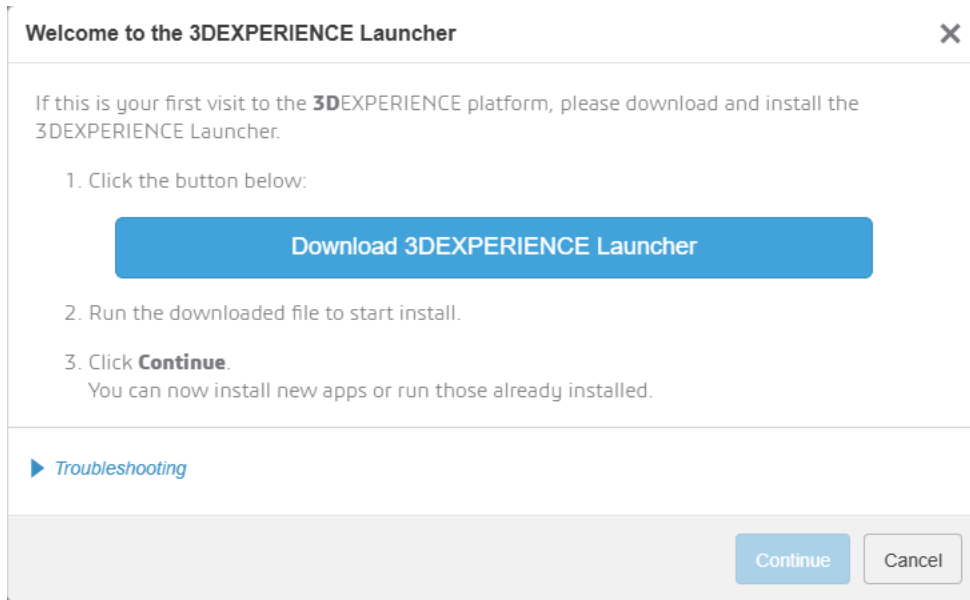 Welcome to the 3DEXPERIENCE Launcher
If this is your first visit to the 3DEXPERIENCE platform, please download and install the
3DEXPERIENCE Launcher.
1. Click the button below:
Download 3DEXPERIENCE Launcher
2. Run the downloaded file to start install.
3. Click Continue.
You can now install new apps or run those already installed.
Troubleshooting
Continue
Cancel